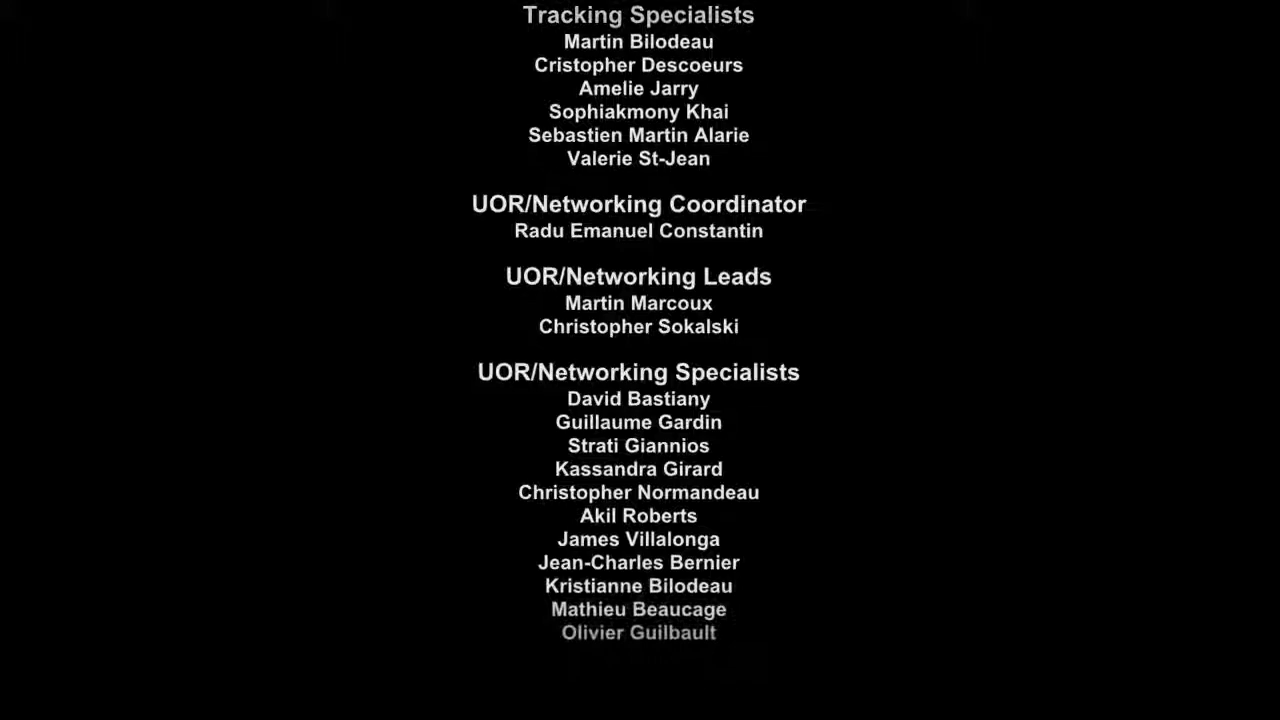 Tracking Specialists
Martin Bilodeau
Cristopher Descoeurs
Amelie Jarry
Sophiakmony Khai
Sebastien Martin Alarie
Valerie St-Jean
UOR/Networking Coordinator
Radu Emanuel Constantin
UOR/Networking Leads
Martin Marcoux
Christopher Sokalski
UOR/Networking Specialists
David Bastiany
Guillaume Gardin
Strati Giannios
Kassandra Girard
Christopher Normandeau
Akil Roberts
James Villalonga
Jean-Charles Bernier
Kristianne Bilodeau
Mathieu Beaucage
Olivier Guilbault